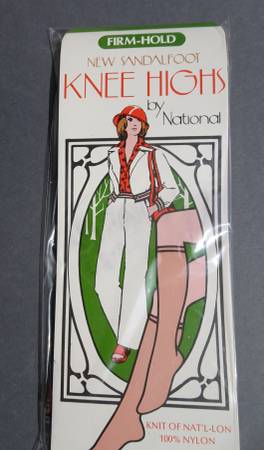 FIRM-HOLD
NEW SANDALFOOT
KNEE HIGHS
by
National
KNIT OF NAT'L-LON
100% NYLON